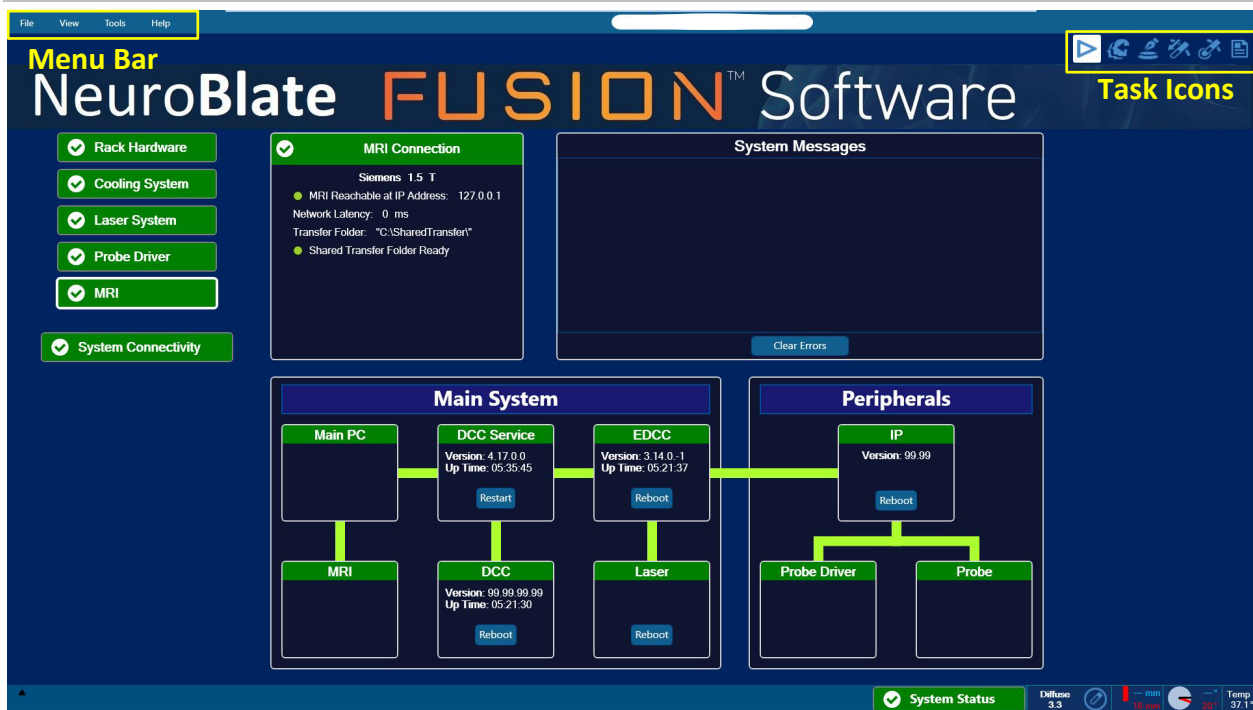 File View Tools Help
Menu Bar
Task Icons
NeuroBlate FUSION™ Software
Rack Hardware
Cooling System
Laser System
Probe Driver
MRI
System Connectivity
MRI Connection
Siemens 1.5 T
MRI Reachable at IP Address: 127.0.0.1
Network Latency: 0 ms
Transfer Folder: "C:\SharedTransfer\"
Shared Transfer Folder Ready
System Messages
Clear Errors
Main System
Main PC
DCC Service
Version: 4.17.0.0
Up Time: 05:35:45
Restart
EDCC
Version: 3.14.0.-1
Up Time: 05:21:37
Reboot
MRI
DCC
Version: 99.99.99.99
Up Time: 05:21:30
Reboot
Laser
Reboot
Peripherals
IP
Version: 99.99
Reboot
Probe Driver
Probe
System Status
Diffuse
3.3
— mm
10 mm
—°
20°
Temp
37.1°